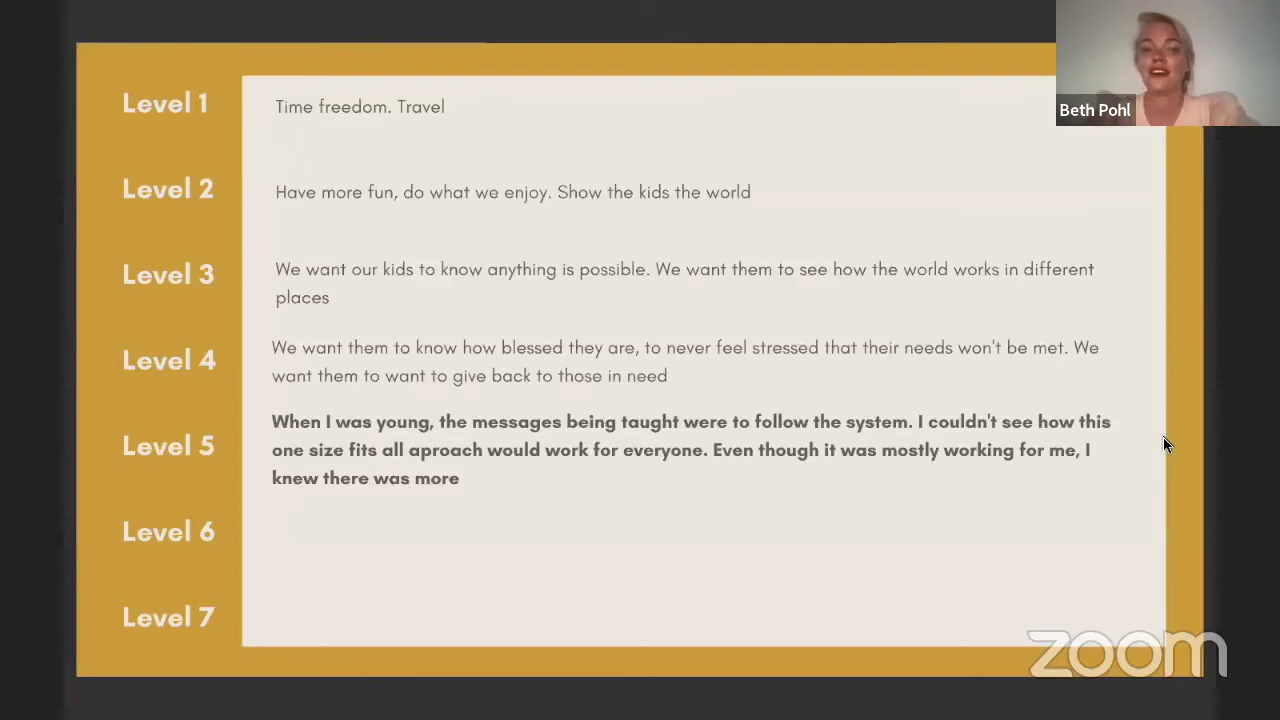 Level 1
Time freedom. Travel
Beth Pohl
Level 2
Have more fun, do what we enjoy. Show the kids the world
Level 3
We want our kids to know anything is possible. We want them to see how the world works in different
places
Level 4
We want them to know how blessed they are, to never feel stressed that their needs won't be met. We
want them to want to give back to those in need
Level 5
When I was young, the messages being taught were to follow the system. I couldn't see how this
one size fits all aproach would work for everyone. Even though it was mostly working for me, I
knew there was more
Level 6
Level 7
zoom